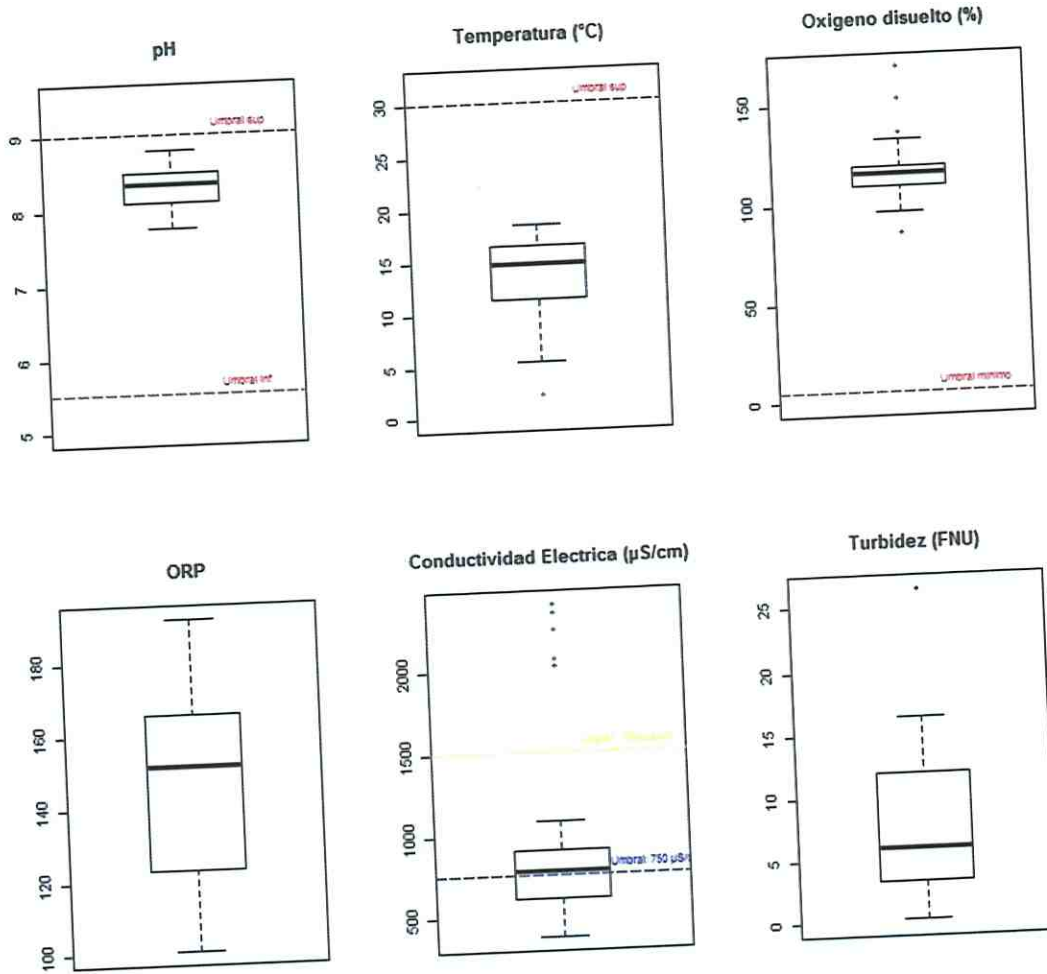 pH
Umbral sup
9
8
7
6
5
Umbral Inf
Temperatura (°C)
Umbral sup
30
25
20
15
10
5
0
Oxigeno disuelto (%)
150
100
50
0
Umbral minimo
ORP
180
160
140
120
100
Conductividad Electrica (µS/cm)
2000
1500
1000
500
Umbral: 750 µS/
Turbidez (FNU)
25
20
15
10
5
0